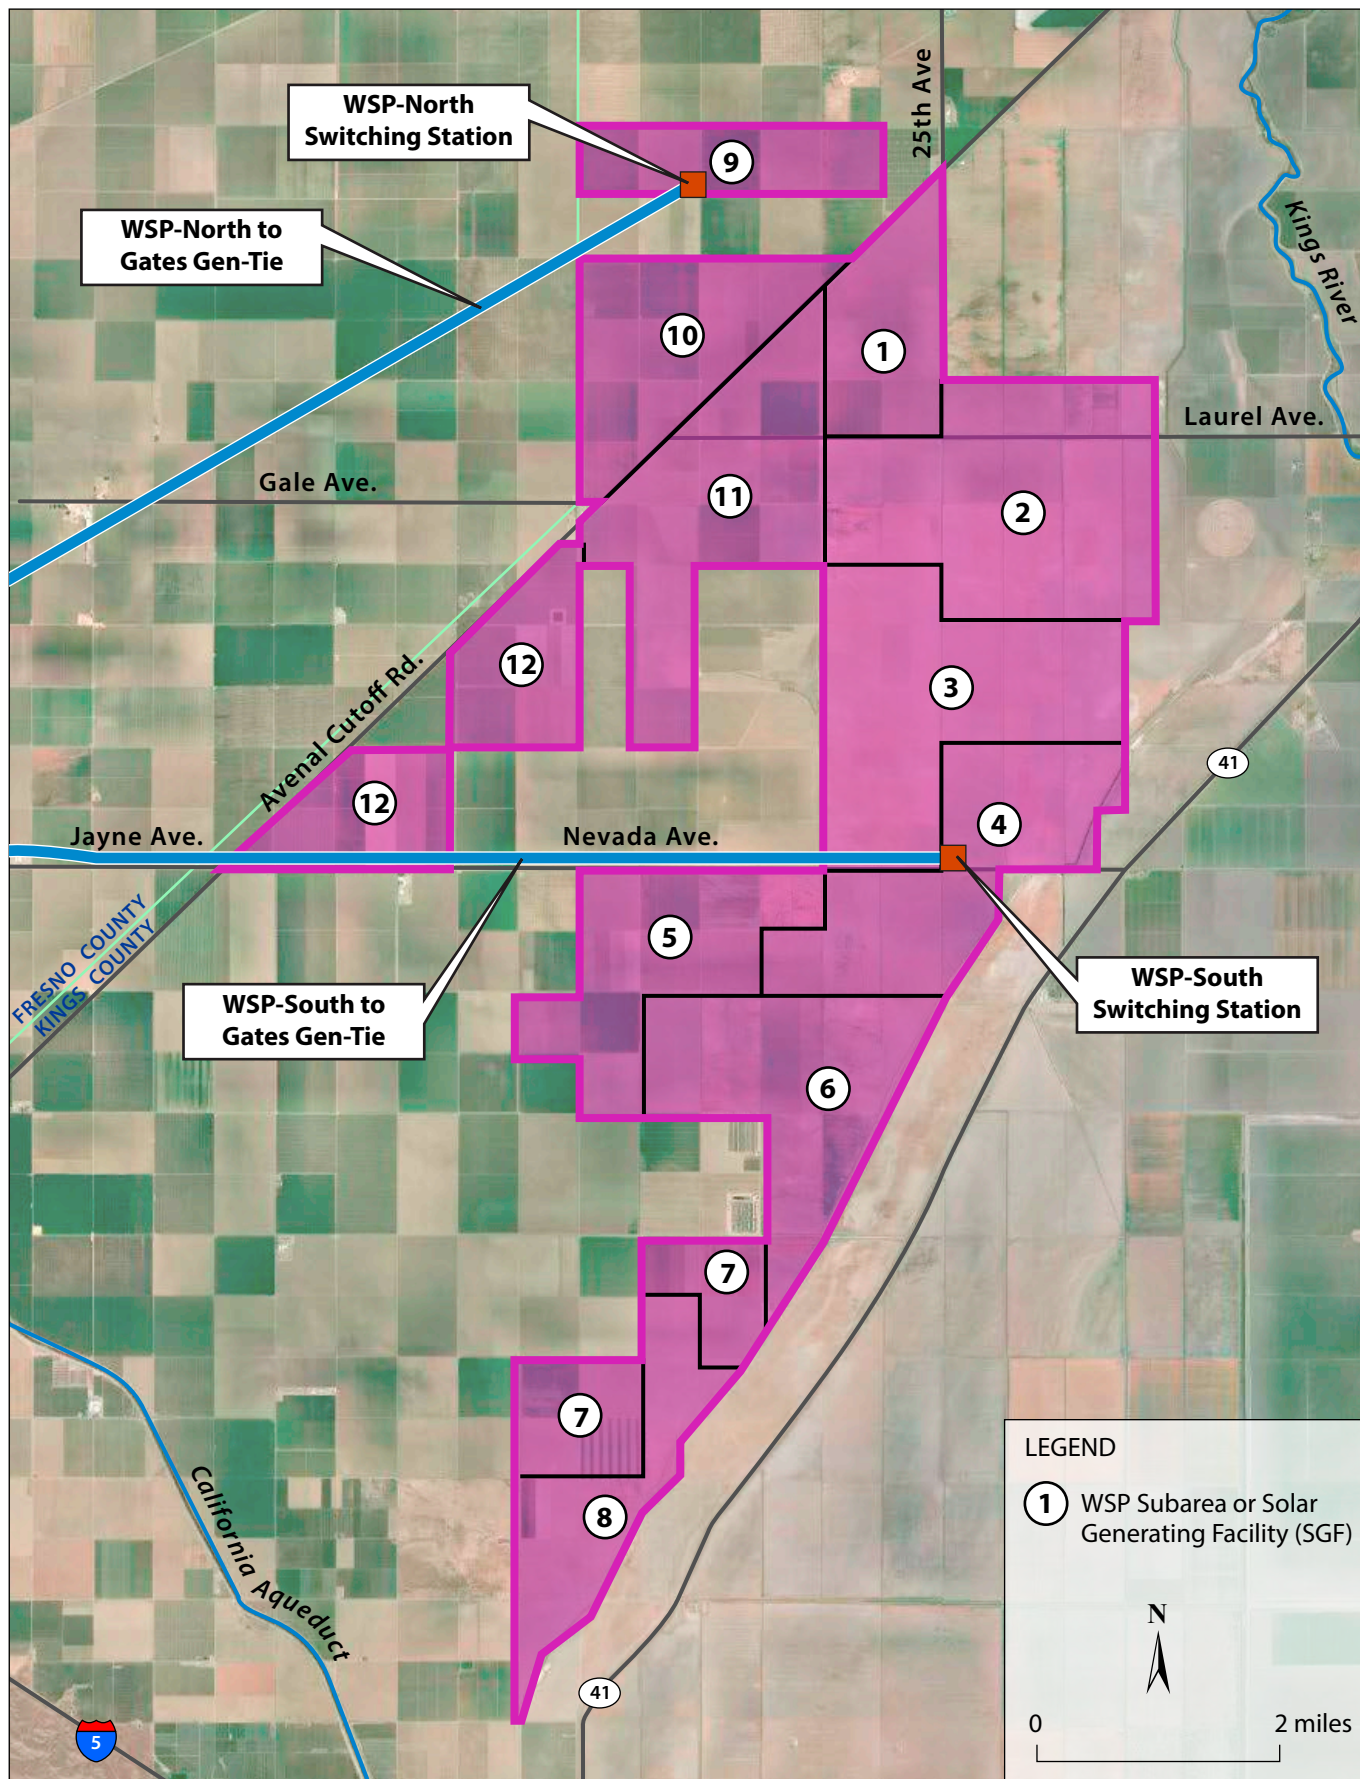 25th Ave
WSP-North
Switching Station
9
Kings River
WSP-North to
Gates Gen-Tie
10
1
Laurel Ave.
Gale Ave.
11
2
12
3
Avenal Cutoff Rd.
41
12
4
Jayne Ave.
Nevada Ave.
5
FRESNO COUNTY
KINGS COUNTY
WSP-South to
Gates Gen-Tie
WSP-South
Switching Station
6
7
7
8
California Aqueduct
41
5
LEGEND
1 WSP Subarea or Solar
Generating Facility (SGF)
N
0 2 miles